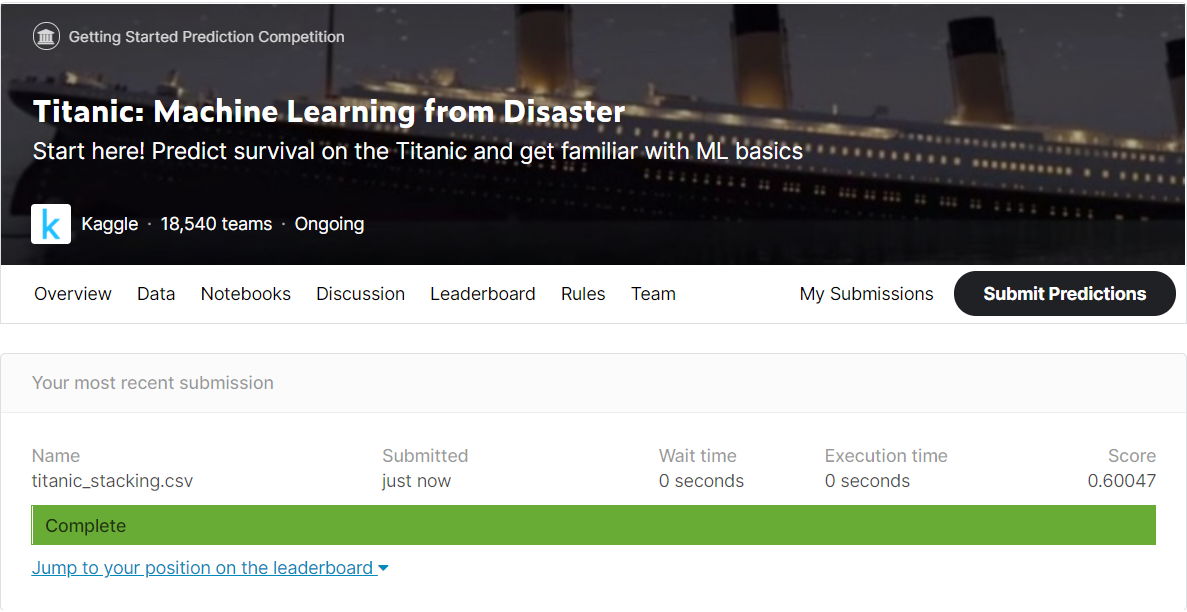 Getting Started Prediction Competition
Titanic: Machine Learning from Disaster
Start here! Predict survival on the Titanic and get familiar with ML basics
k Kaggle · 18,540 teams · Ongoing
Overview Data Notebooks Discussion Leaderboard Rules Team My Submissions Submit Predictions
Your most recent submission
Name Submitted Wait time Execution time Score
titanic_stacking.csv just now 0 seconds 0 seconds 0.60047
Complete
Jump to your position on the leaderboard